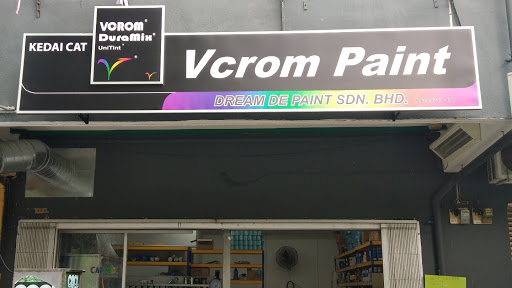 KEDAI CAT
VCROM
DuraMix
UniTint
Vcrom Paint
DREAM DE PAINT SDN. BHD.